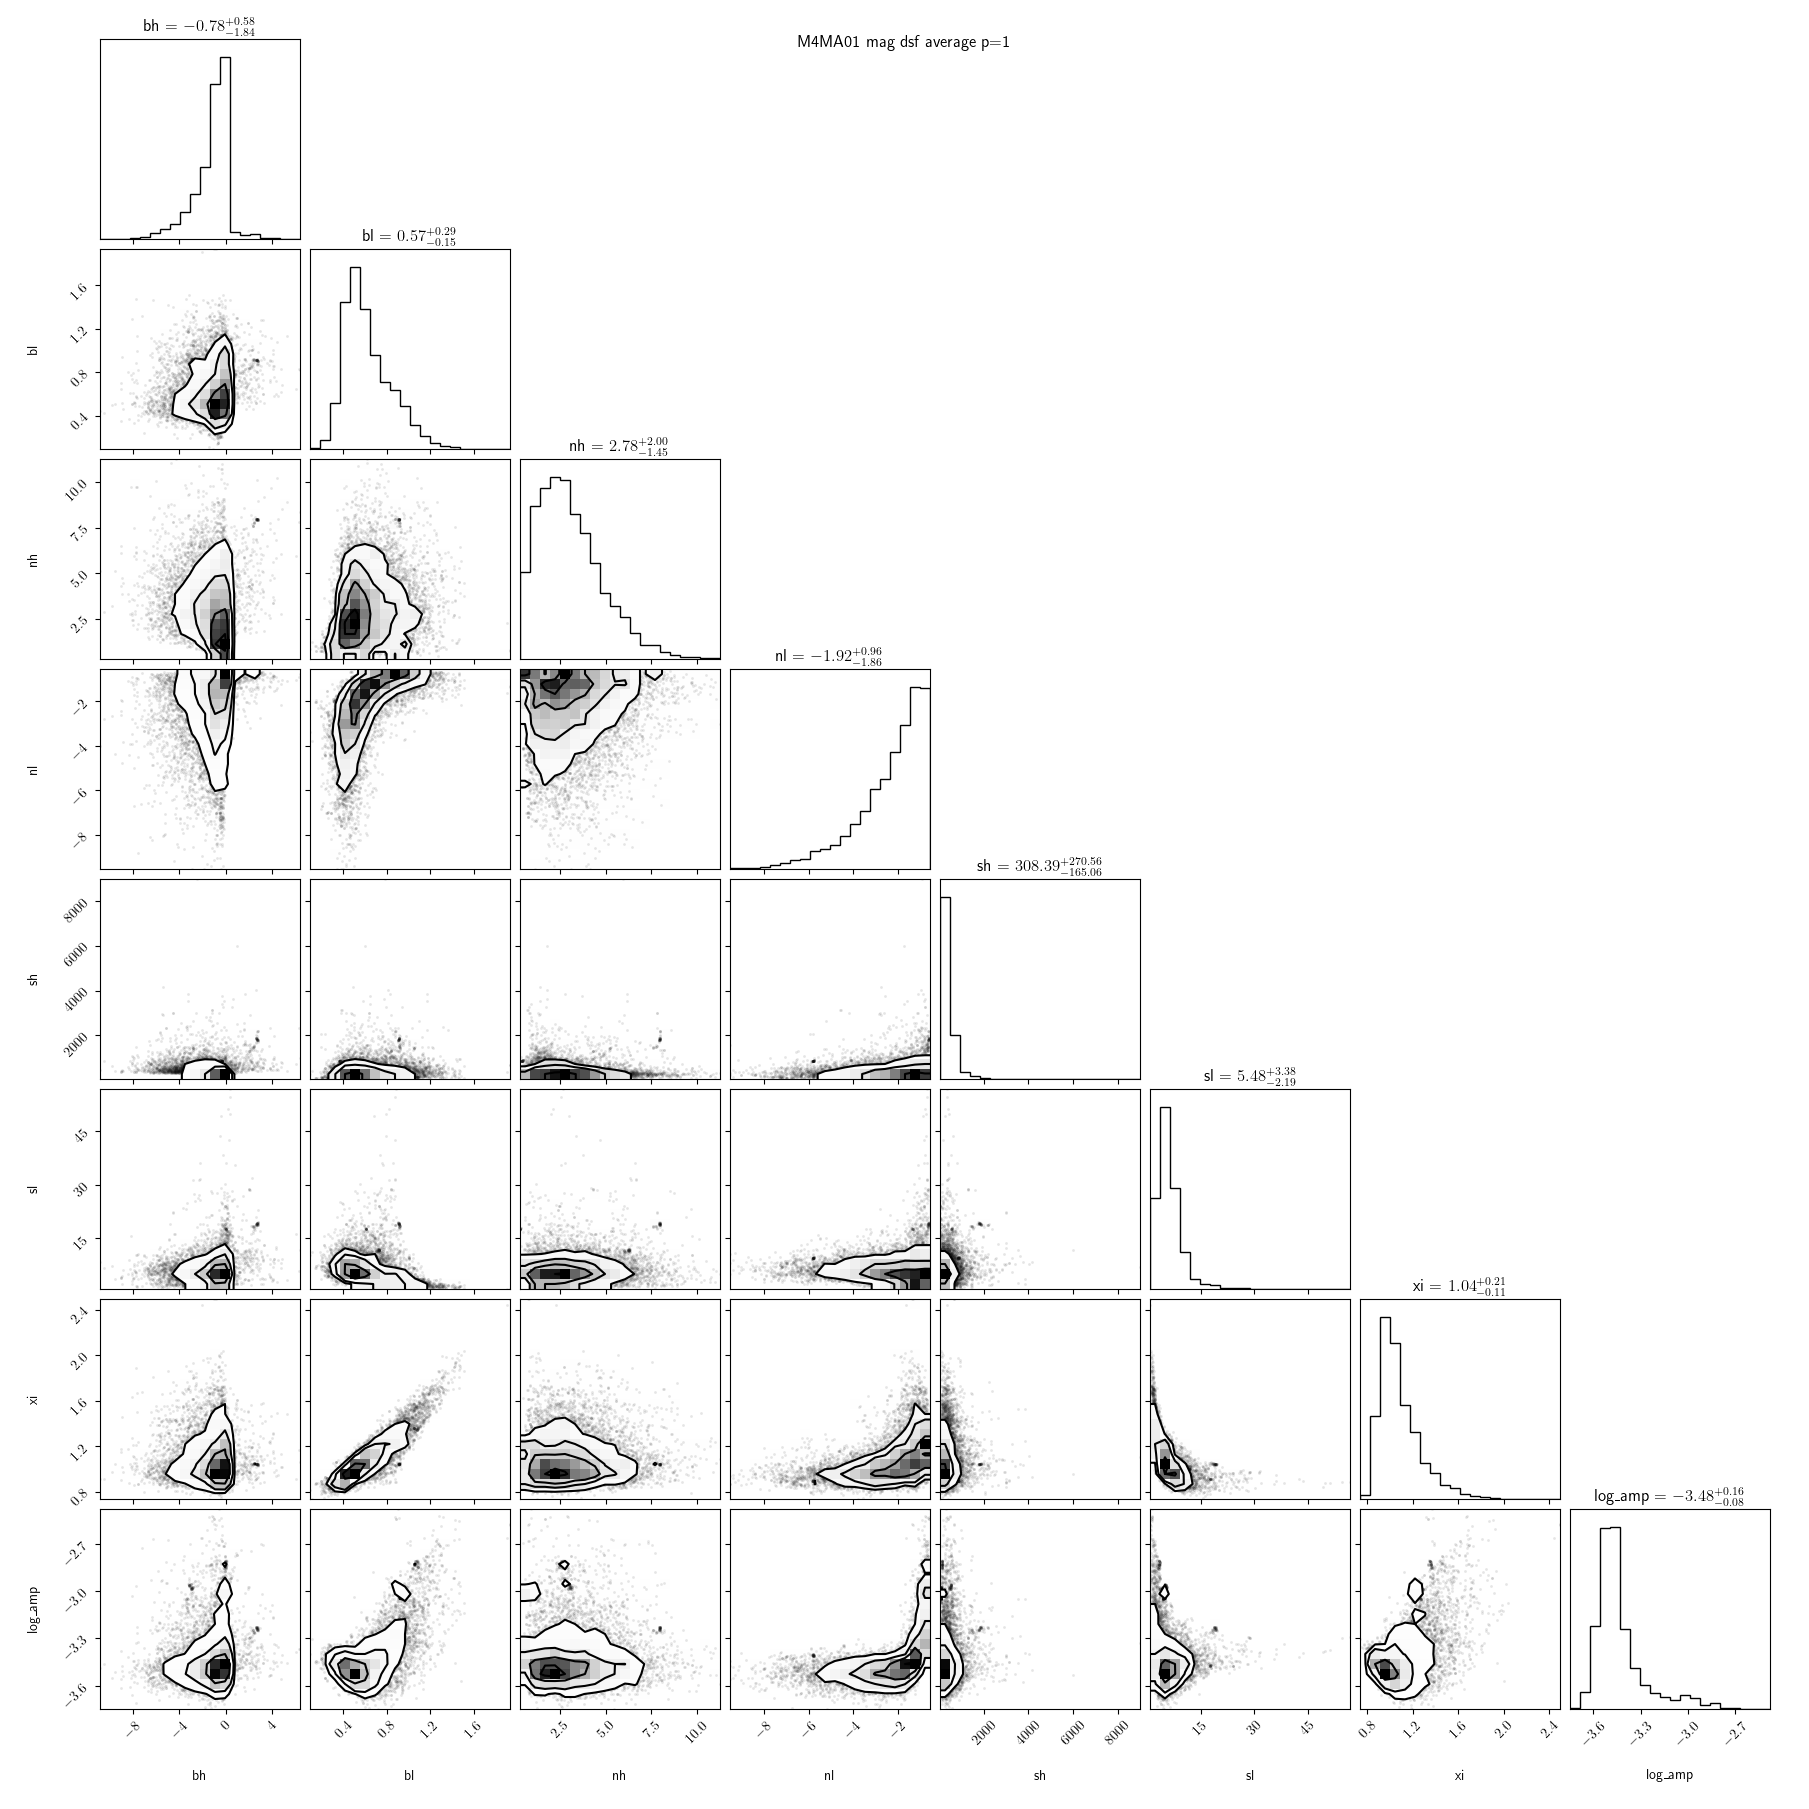 bh = −0.78 +0.58 −1.84
M4MA01 mag dsf average p=1
bl = 0.57 +0.29 −0.15
1.6
1.2
0.8
0.4
bl
nh = 2.78 +2.00 −1.45
10.0
7.5
5.0
2.5
nh
nl = −1.92 +0.96 −1.86
−2
−4
−6
−8
nl
sh = 308.39 +270.56 −165.06
8000
6000
4000
2000
sh
sl = 5.48 +3.38 −2.19
45
30
15
sl
xi = 1.04 +0.21 −0.11
2.4
2.0
1.6
1.2
0.8
xi
log_amp = −3.48 +0.16 −0.08
−2.7
−3.0
−3.3
−3.6
log_amp
−8 −4 0 4 0.4 0.8 1.2 1.6 2.5 5.0 7.5 10.0 −8 −6 −4 −2 2000 4000 6000 8000 15 30 45 0.8 1.2 1.6 2.0 2.4 −3.6 −3.3 −3.0 −2.7
bh bl nh nl sh sl xi log_amp